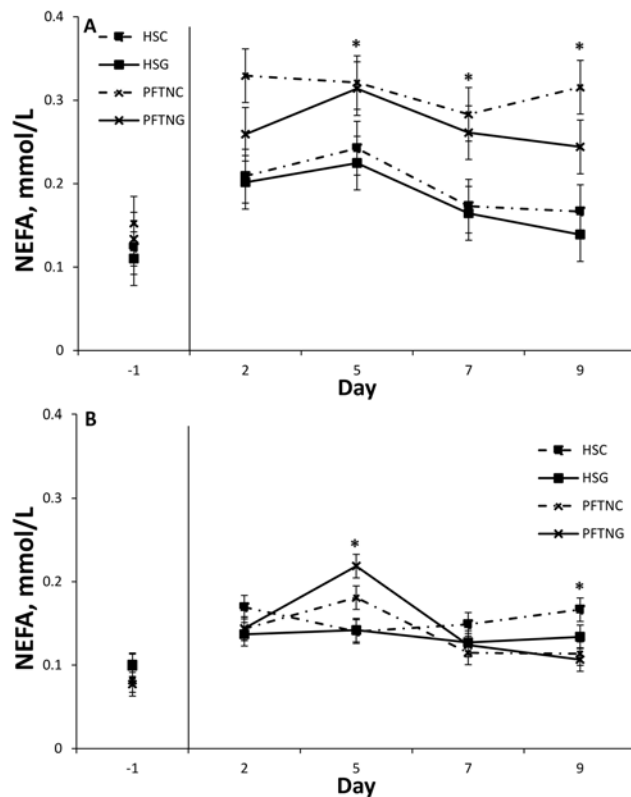 A
0.4
HSC
HSG
PFTNC
PFTNG
* * *
0.3
NEFA, mmol/L
0.2
0.1
0
-1 2 5 7 9
Day
B
0.4
HSC
HSG
PFTNC
PFTNG
0.3
NEFA, mmol/L
* *
0.2
0.1
0
-1 2 5 7 9
Day